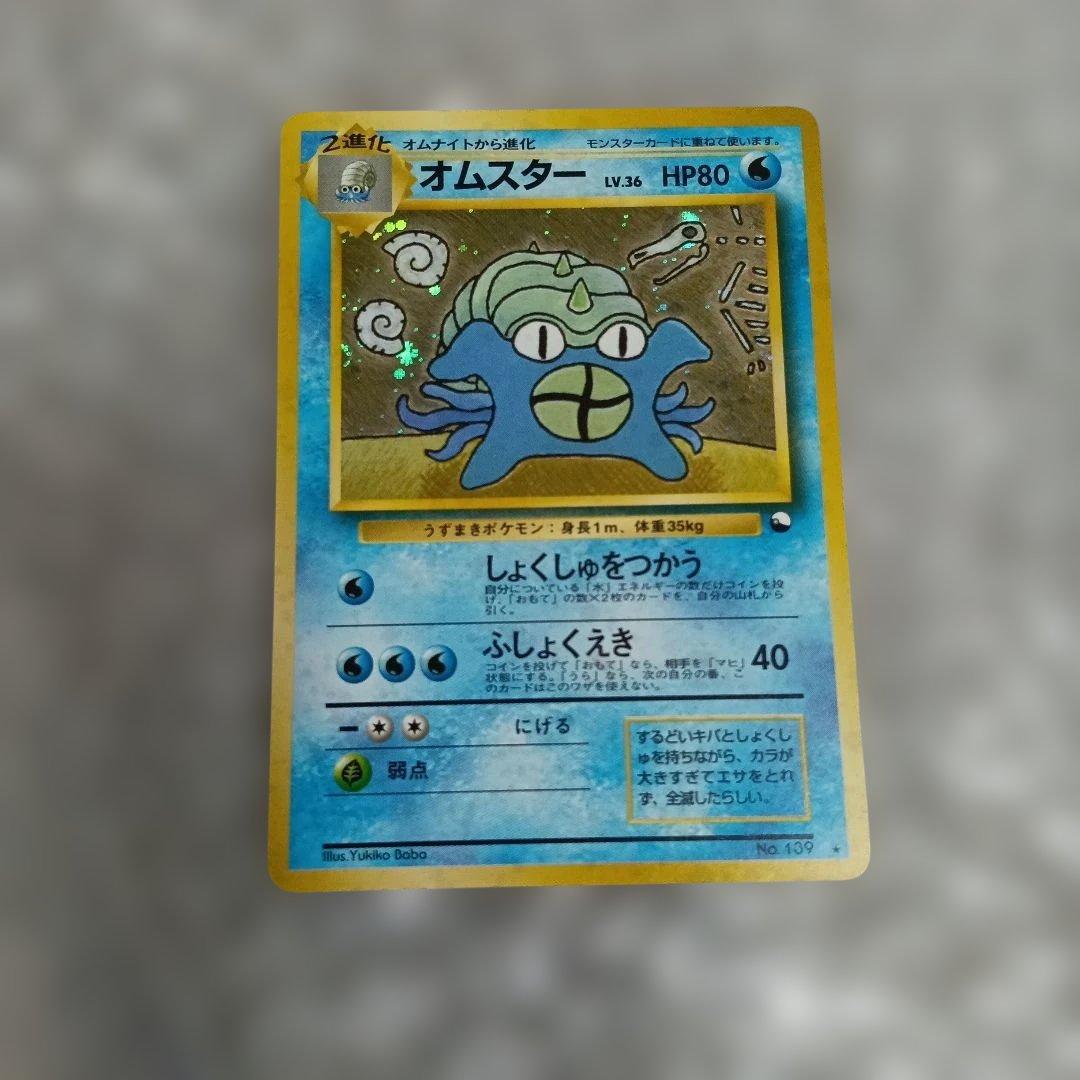 2進化 オムナイトから進化 モンスターカードに重ねて使います。
オムスター LV.36 HP80
うずまきポケモン：身長1m、体重35kg
しょくしゅをつかう
自分についている「水」エネルギーの数だけコインを投
げ、「おもて」の数×2枚のカードを、自分の山札から
引く。
ふしょくえき 40
コインを投げて「おもて」なら、相手を「マヒ」
状態にする。「うら」なら、次の自分の番、こ
のカードはこのワザを使えない。
にげる
弱点
するどいキバとしょくし
ゅを持ちながら、カラが
大きすぎてエサをとれ
ず、全滅したらしい。
Illus.Yukiko Baba No. 139 ★